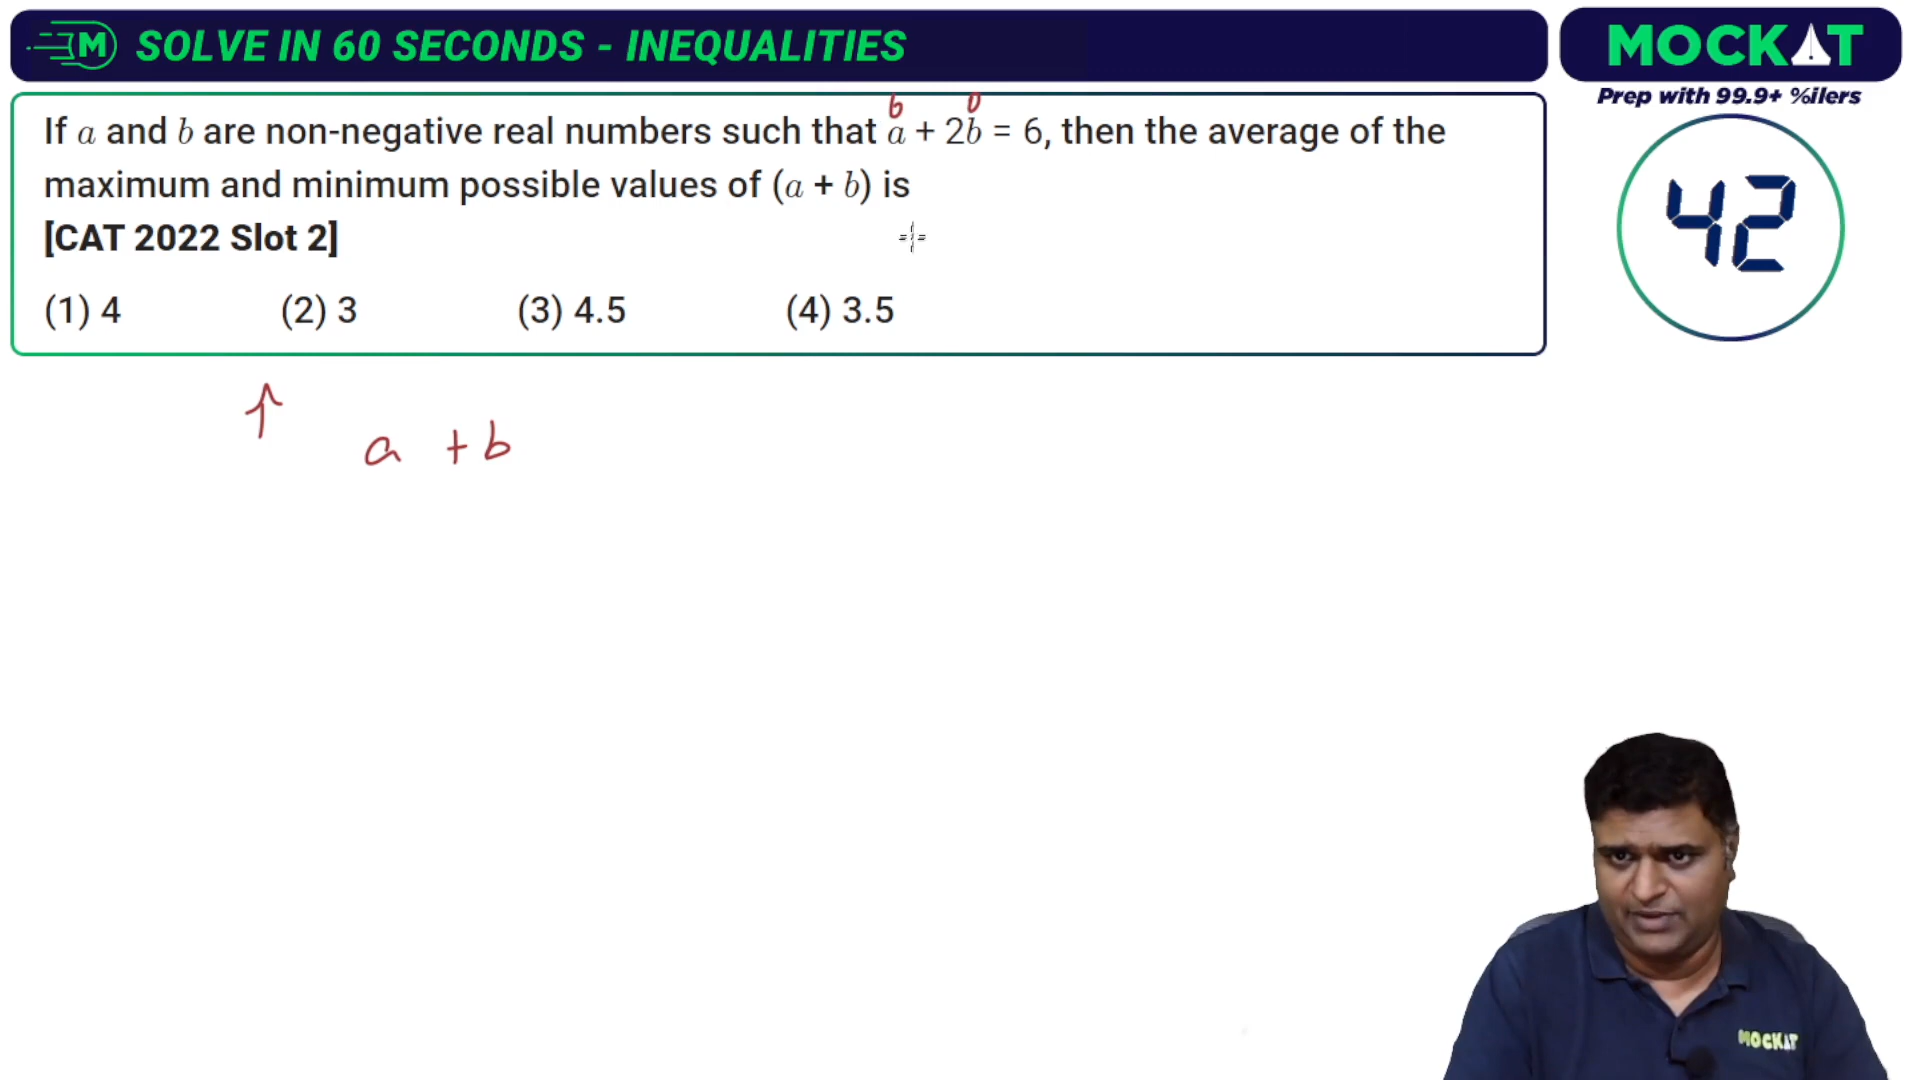 M SOLVE IN 60 SECONDS - INEQUALITIES
MOCKAT
Prep with 99.9+ %ilers
6 0
If a and b are non-negative real numbers such that a + 2b = 6, then the average of the
maximum and minimum possible values of (a + b) is
[CAT 2022 Slot 2]
(1) 4 (2) 3 (3) 4.5 (4) 3.5
42
↑ a + b
MOCKAT